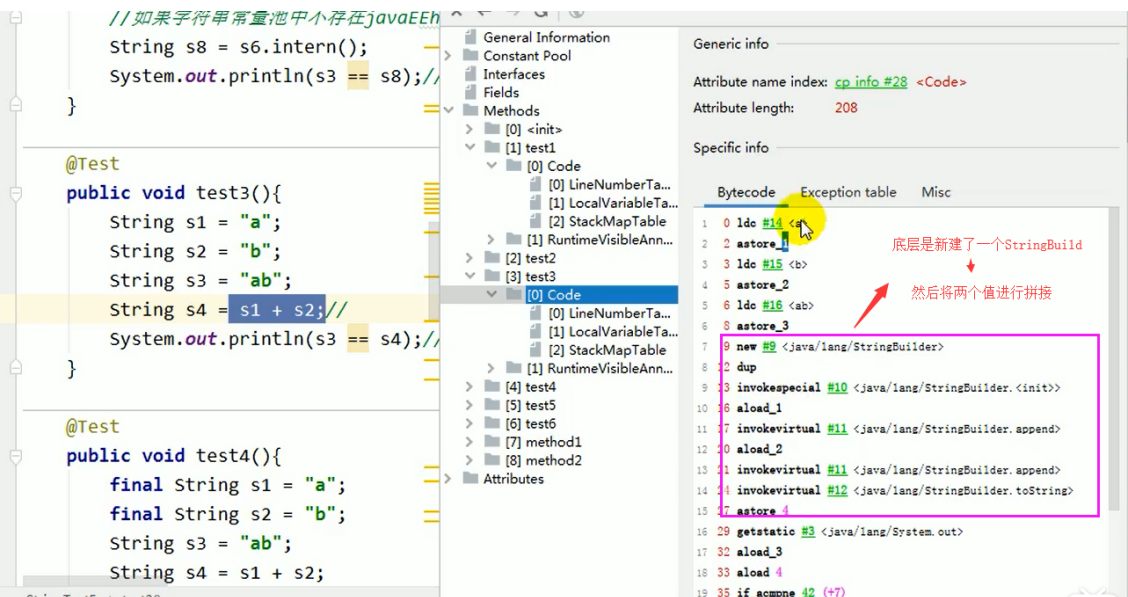 //如果字符串常量池中不存在javaEEh
String s8 = s6.intern();
System.out.println(s3 == s8);//
}
@Test
public void test3(){
String s1 = "a";
String s2 = "b";
String s3 = "ab";
String s4 = s1 + s2;//
System.out.println(s3 == s4);//
}
@Test
public void test4(){
final String s1 = "a";
final String s2 = "b";
String s3 = "ab";
String s4 = s1 + s2;
General Information
Constant Pool
Interfaces
Fields
Methods
[0] <init>
[1] test1
[0] Code
[0] LineNumberTa...
[1] LocalVariableTa...
[2] StackMapTable
[1] RuntimeVisibleAnn...
[2] test2
[3] test3
[0] Code
[0] LineNumberTa...
[1] LocalVariableTa...
[2] StackMapTable
[1] RuntimeVisibleAnn...
[4] test4
[5] test5
[6] test6
[7] method1
[8] method2
Attributes
Generic info
Attribute name index: cp info #28 <Code>
Attribute length: 208
Specific info
Bytecode Exception table Misc
1 0 ldc #14 <a>
2 2 astore_1
3 3 ldc #15 <b>
4 5 astore_2
5 6 ldc #16 <ab>
6 8 astore_3
7 9 new #9 <java/lang/StringBuilder>
8 12 dup
9 13 invokespecial #10 <java/lang/StringBuilder.<init>>
10 16 aload_1
11 17 invokevirtual #11 <java/lang/StringBuilder.append>
12 20 aload_2
13 21 invokevirtual #11 <java/lang/StringBuilder.append>
14 24 invokevirtual #12 <java/lang/StringBuilder.toString>
15 27 astore 4
16 29 getstatic #3 <java/lang/System.out>
17 32 aload_3
18 33 aload 4
19 35 if_acmpne 42 (+7)
底层是新建了一个StringBuild
然后将两个值进行拼接